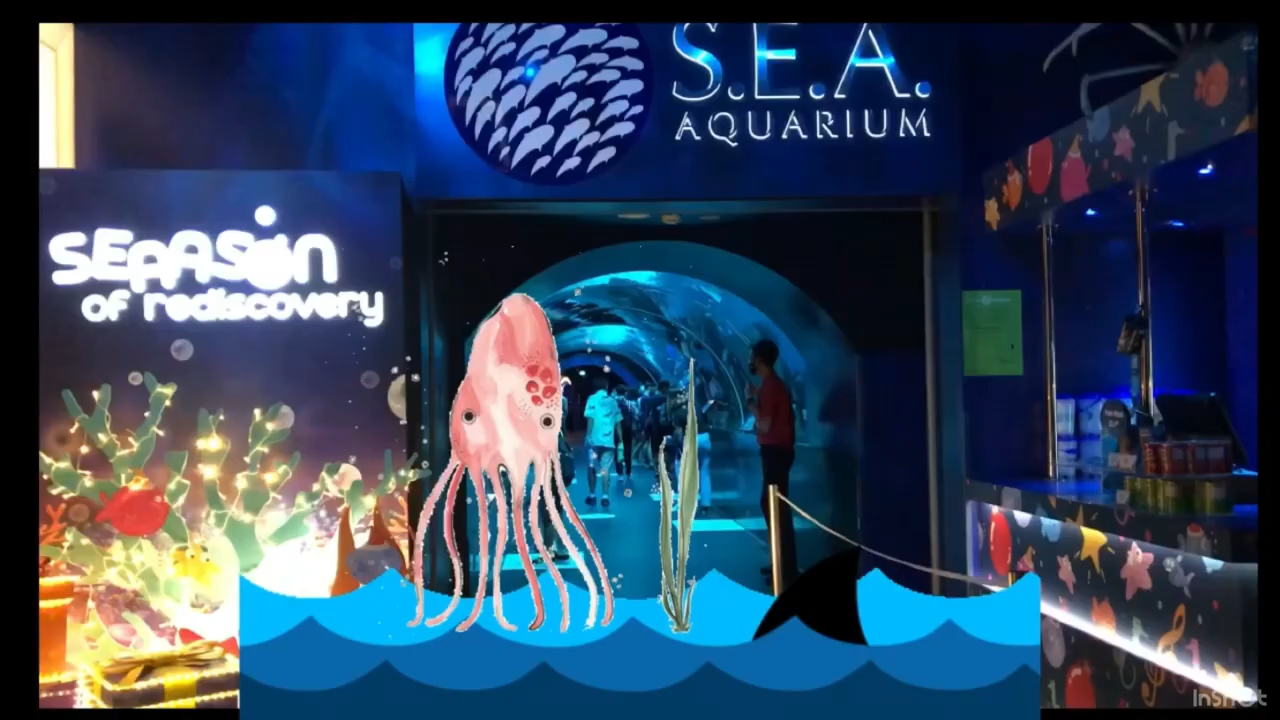 S.E.A.
AQUARIUM
SEAASON
of rediscovery
InShOt